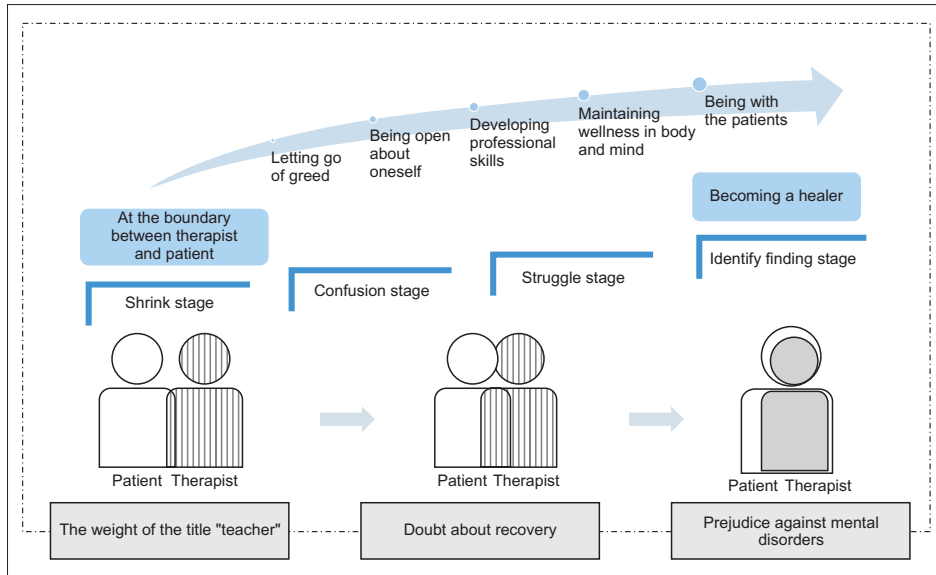 Letting go
of greed
Being open
about
oneself
Developing
professional
skills
Maintaining
wellness in body
and mind
Being with
the patients
At the boundary
between therapist
and patient
Becoming a healer
Shrink stage
Confusion stage
Struggle stage
Identify finding stage
Patient Therapist
Patient Therapist
Patient Therapist
The weight of the title "teacher"
Doubt about recovery
Prejudice against mental
disorders